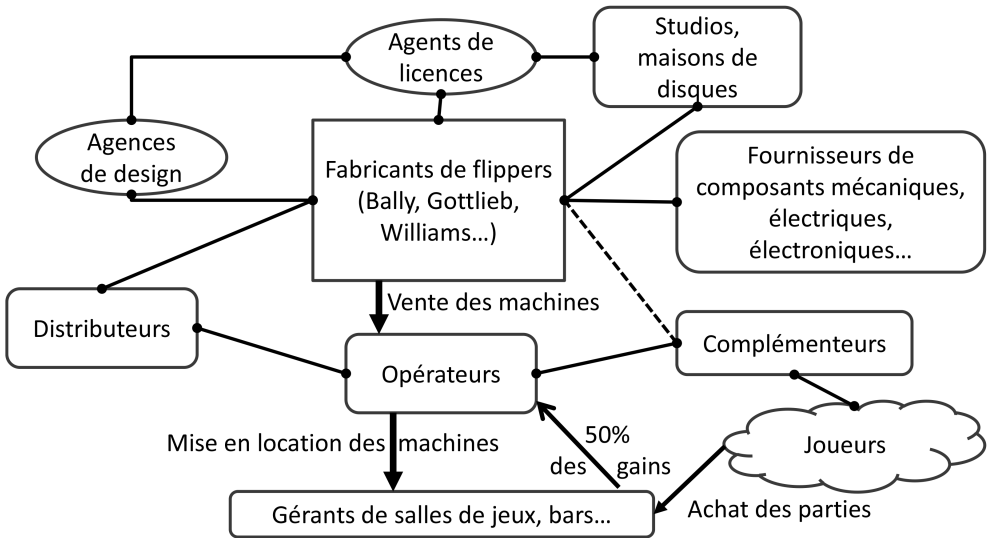 Agents de
licences
Studios,
maisons de
disques
Agences
de design
Fabricants de flippers
(Bally, Gottlieb,
Williams...)
Fournisseurs de
composants mécaniques,
électriques,
électroniques...
Vente des machines
Distributeurs
Opérateurs
Complémenteurs
Mise en location des machines
50%
des gains
Joueurs
Gérants de salles de jeux, bars...
Achat des parties